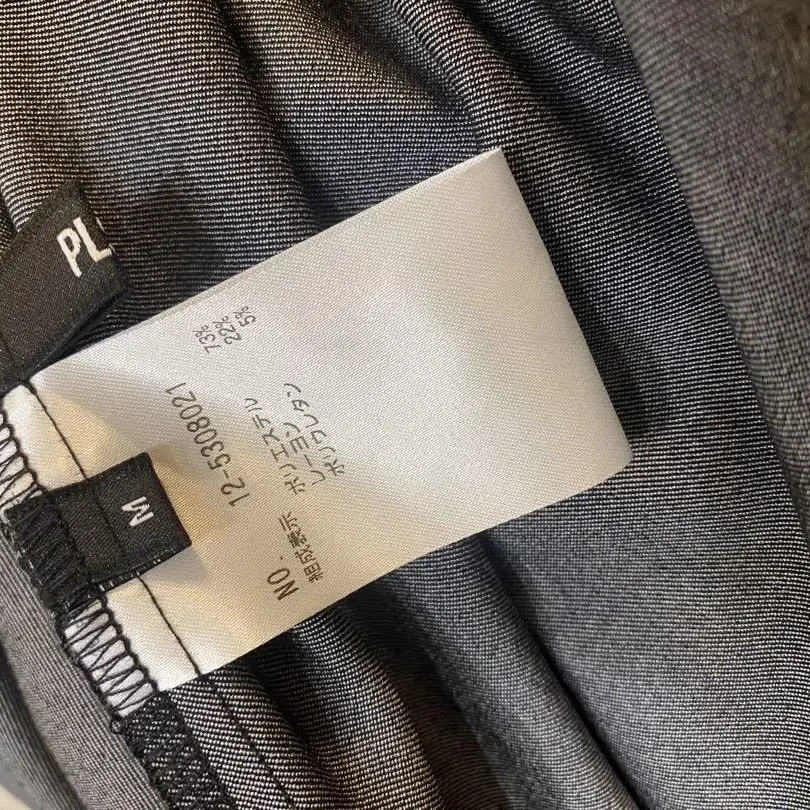 PLS
M
NO. 12-5308021
組成表示 ポリエステル 73%
レーヨン 22%
ポリウレタン 5%